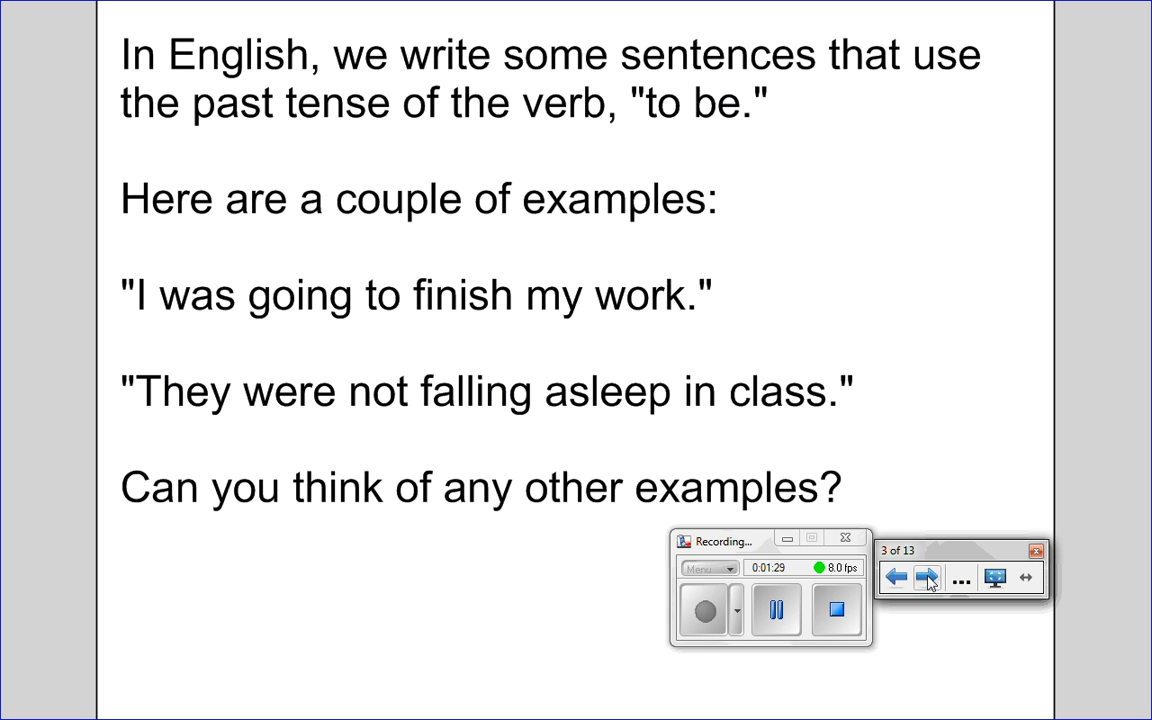 In English, we write some sentences that use
the past tense of the verb, "to be."
Here are a couple of examples:
"I was going to finish my work."
"They were not falling asleep in class."
Can you think of any other examples?
Recording...
Menu
0:01:29
8.0 fps
3 of 13
...